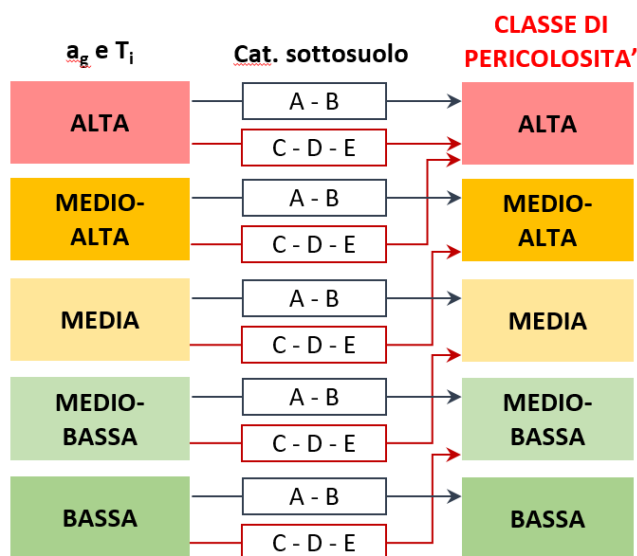 CLASSE DI
PERICOLOSITA’
ag e Ti
Cat. sottosuolo
ALTA
A - B
C - D - E
ALTA
MEDIO-
ALTA
A - B
C - D - E
MEDIO-
ALTA
MEDIA
A - B
C - D - E
MEDIA
MEDIO-
BASSA
A - B
C - D - E
MEDIO-
BASSA
BASSA
A - B
C - D - E
BASSA